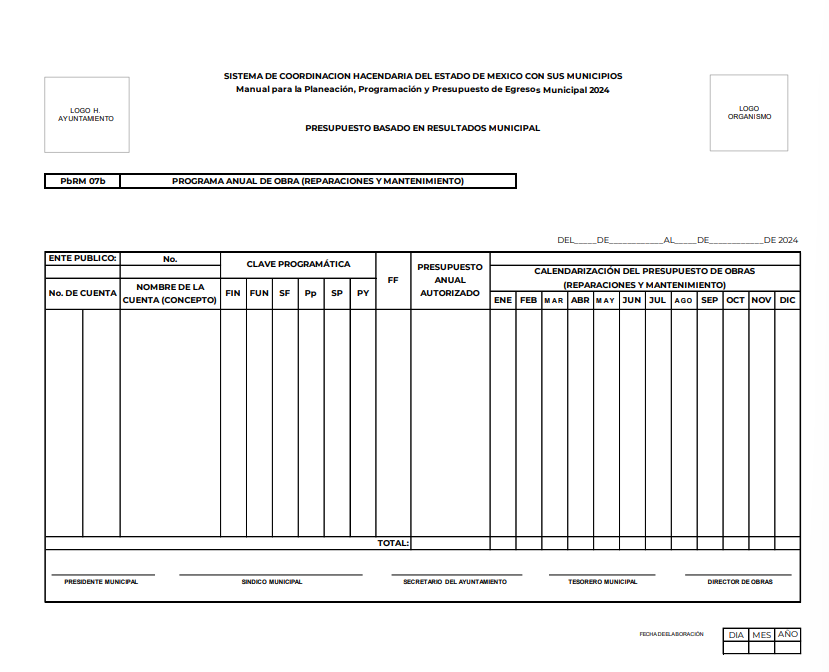 SISTEMA DE COORDINACION HACENDARIA DEL ESTADO DE MEXICO CON SUS MUNICIPIOS
Manual para la Planeación, Programación y Presupuesto de Egresos Municipal 2024
LOGO H.
AYUNTAMIENTO
LOGO
ORGANISMO
PRESUPUESTO BASADO EN RESULTADOS MUNICIPAL
PbRM 07b PROGRAMA ANUAL DE OBRA (REPARACIONES Y MANTENIMIENTO)
DEL_____DE____________AL_____DE____________DE 2024
ENTE PUBLICO: No.
CLAVE PROGRAMÁTICA
FF
PRESUPUESTO
ANUAL
AUTORIZADO
CALENDARIZACIÓN DEL PRESUPUESTO DE OBRAS
(REPARACIONES Y MANTENIMIENTO)
No. DE CUENTA
NOMBRE DE LA
CUENTA (CONCEPTO)
FIN FUN SF Pp SP PY
ENE FEB MAR ABR MAY JUN JUL AGO SEP OCT NOV DIC
TOTAL:
PRESIDENTE MUNICIPAL SINDICO MUNICIPAL SECRETARIO DEL AYUNTAMIENTO TESORERO MUNICIPAL DIRECTOR DE OBRAS
FECHA DE ELABORACIÓN DIA MES AÑO